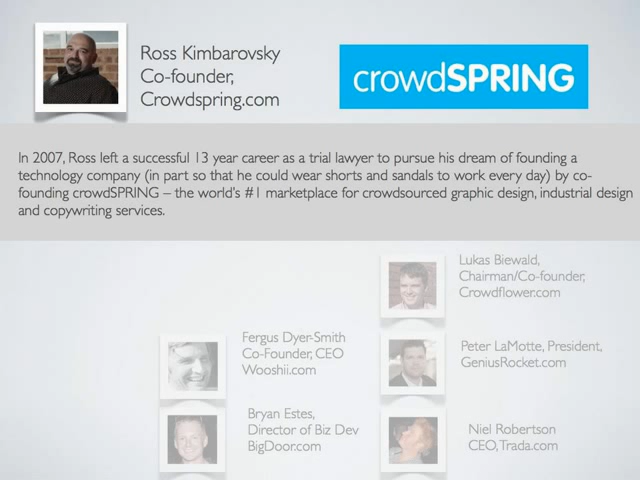 Ross Kimbarovsky
Co-founder,
Crowdspring.com
crowdSPRING
In 2007, Ross left a successful 13 year career as a trial lawyer to pursue his dream of founding a
technology company (in part so that he could wear shorts and sandals to work every day) by co-
founding crowdSPRING – the world's #1 marketplace for crowdsourced graphic design, industrial design
and copywriting services.
Lukas Biewald,
Chairman/Co-founder,
Crowdflower.com
Fergus Dyer-Smith
Co-Founder, CEO
Wooshii.com
Peter LaMotte, President,
GeniusRocket.com
Bryan Estes,
Director of Biz Dev
BigDoor.com
Niel Robertson
CEO, Trada.com